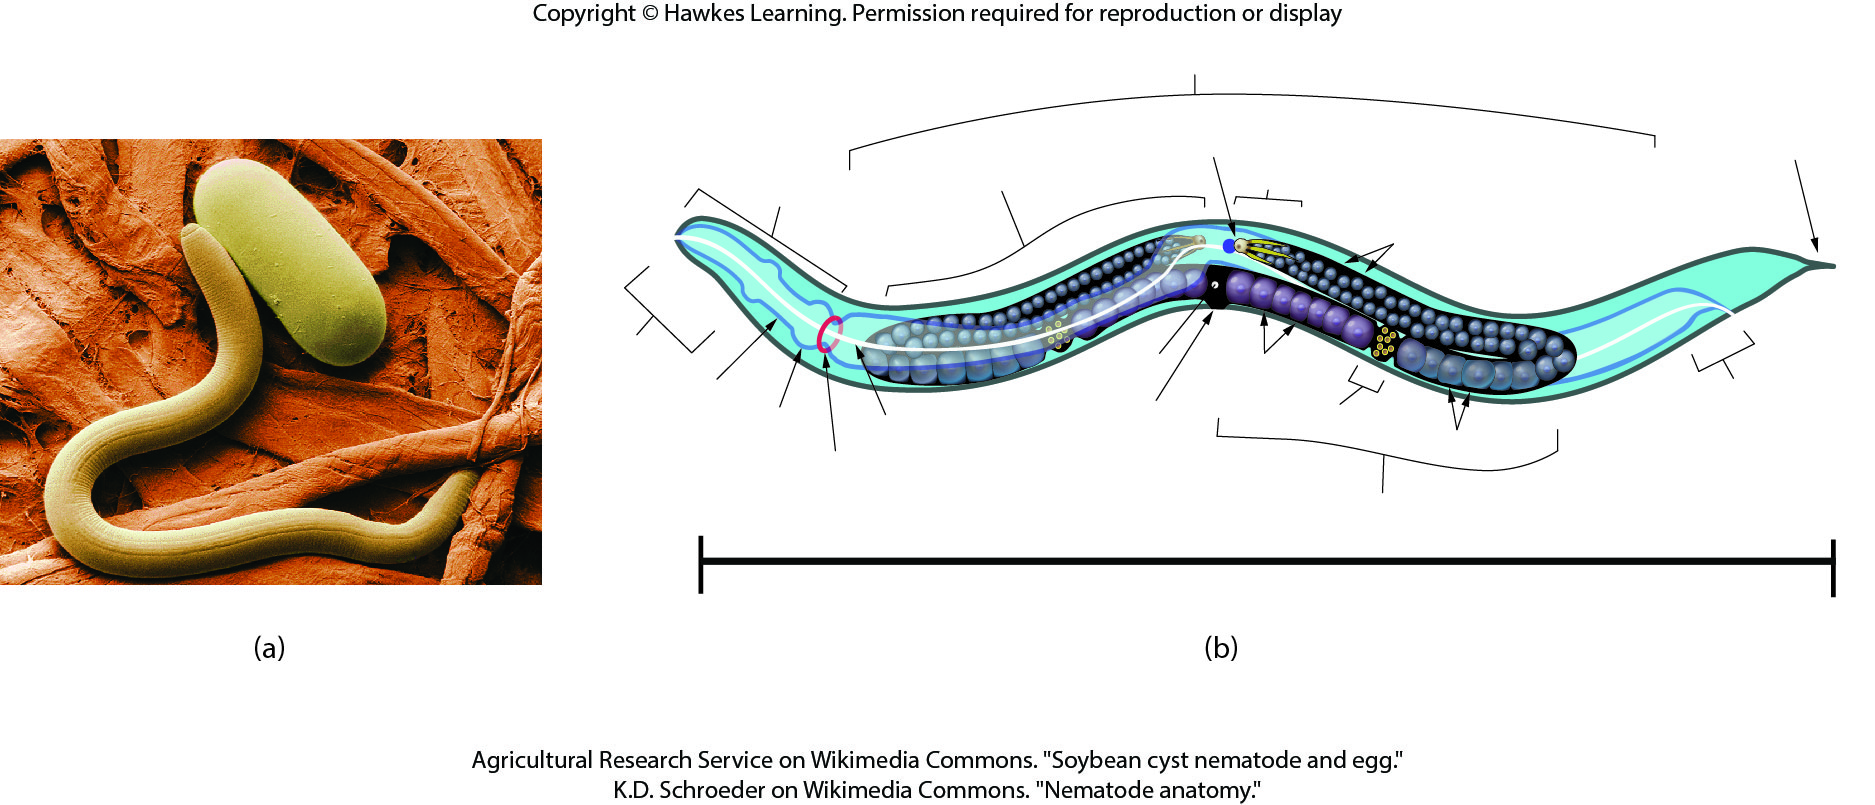 Copyright © Hawkes Learning. Permission required for reproduction or display
(a)
(b)
Agricultural Research Service on Wikimedia Commons. "Soybean cyst nematode and egg."
K.D. Schroeder on Wikimedia Commons. "Nematode anatomy."